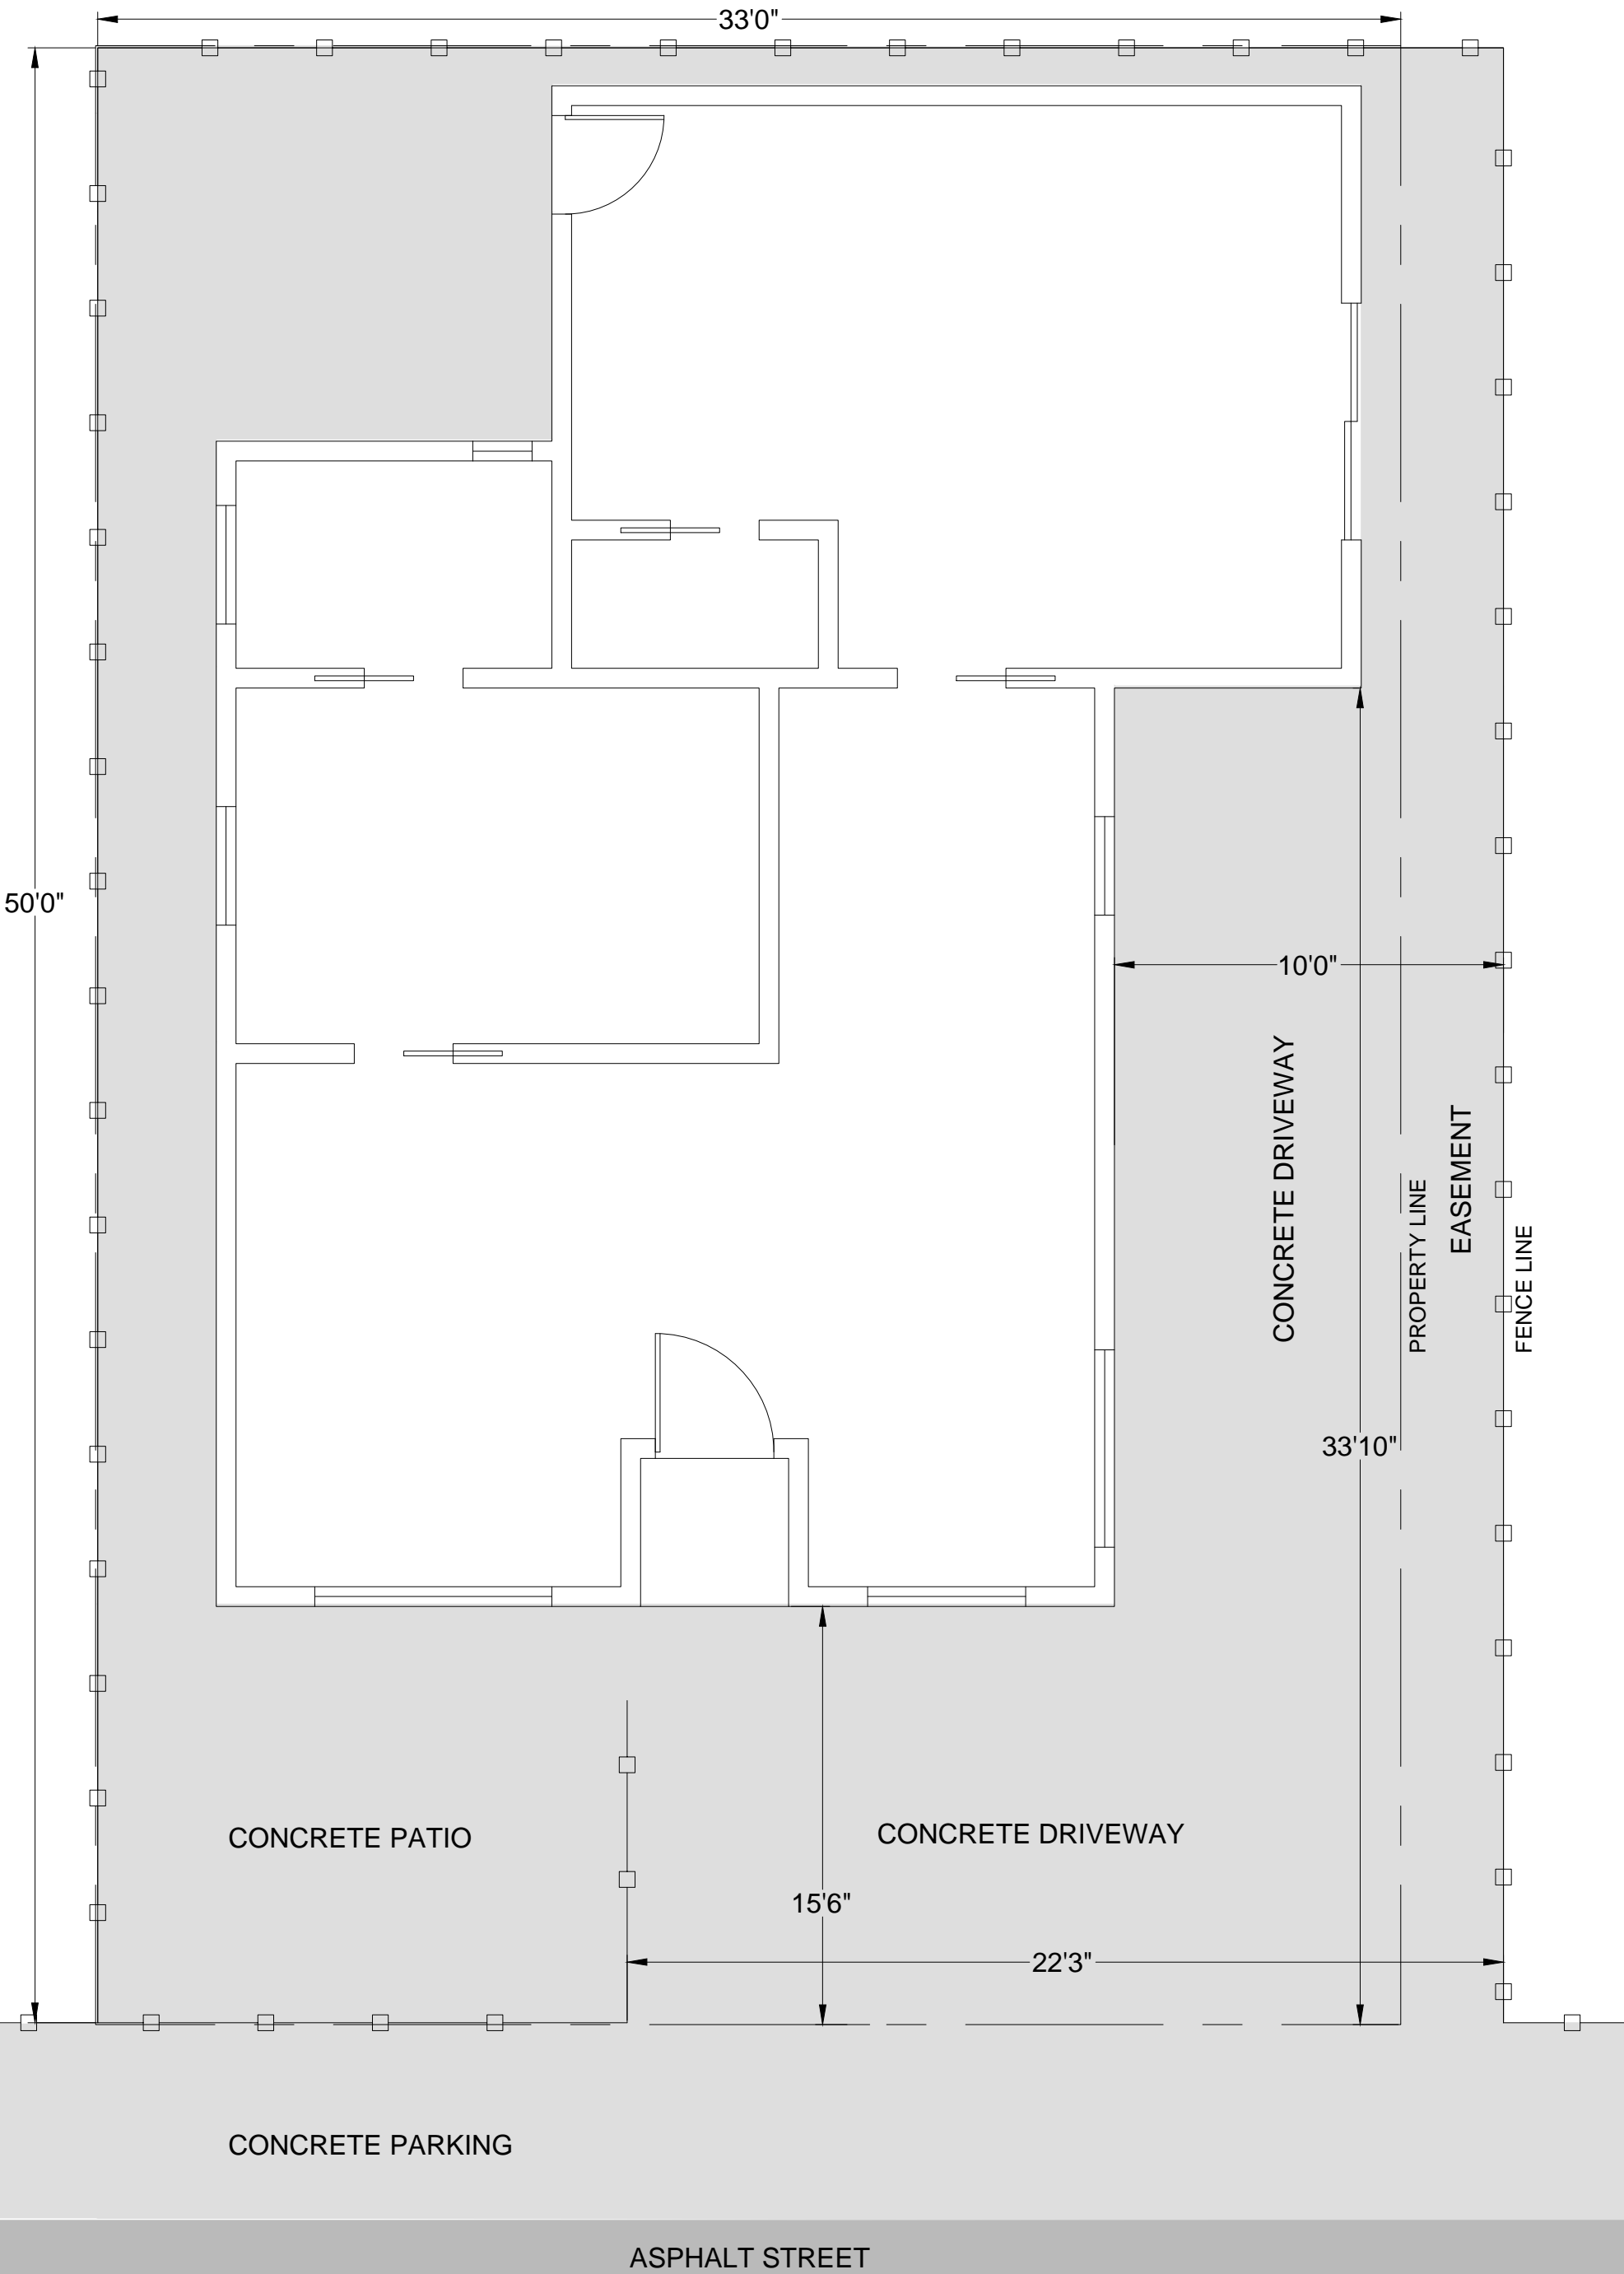 33'0"
50'0"
10'0"
CONCRETE DRIVEWAY
PROPERTY LINE
EASEMENT
FENCE LINE
33'10"
CONCRETE PATIO
CONCRETE DRIVEWAY
15'6"
22'3"
CONCRETE PARKING
ASPHALT STREET